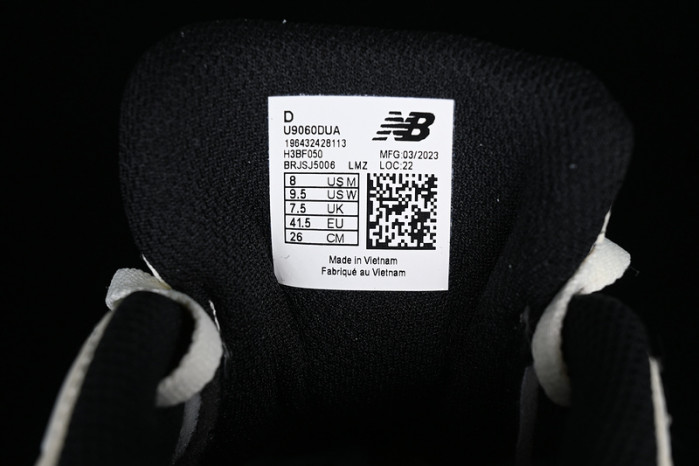 D
U9060DUA
196432428113
H3BF050
BRJSJ5006 LMZ
NB
MFG:03/2023
LOC:22
8 US M
9.5 US W
7.5 UK
41.5 EU
26 CM
Made in Vietnam
Fabriqué au Vietnam